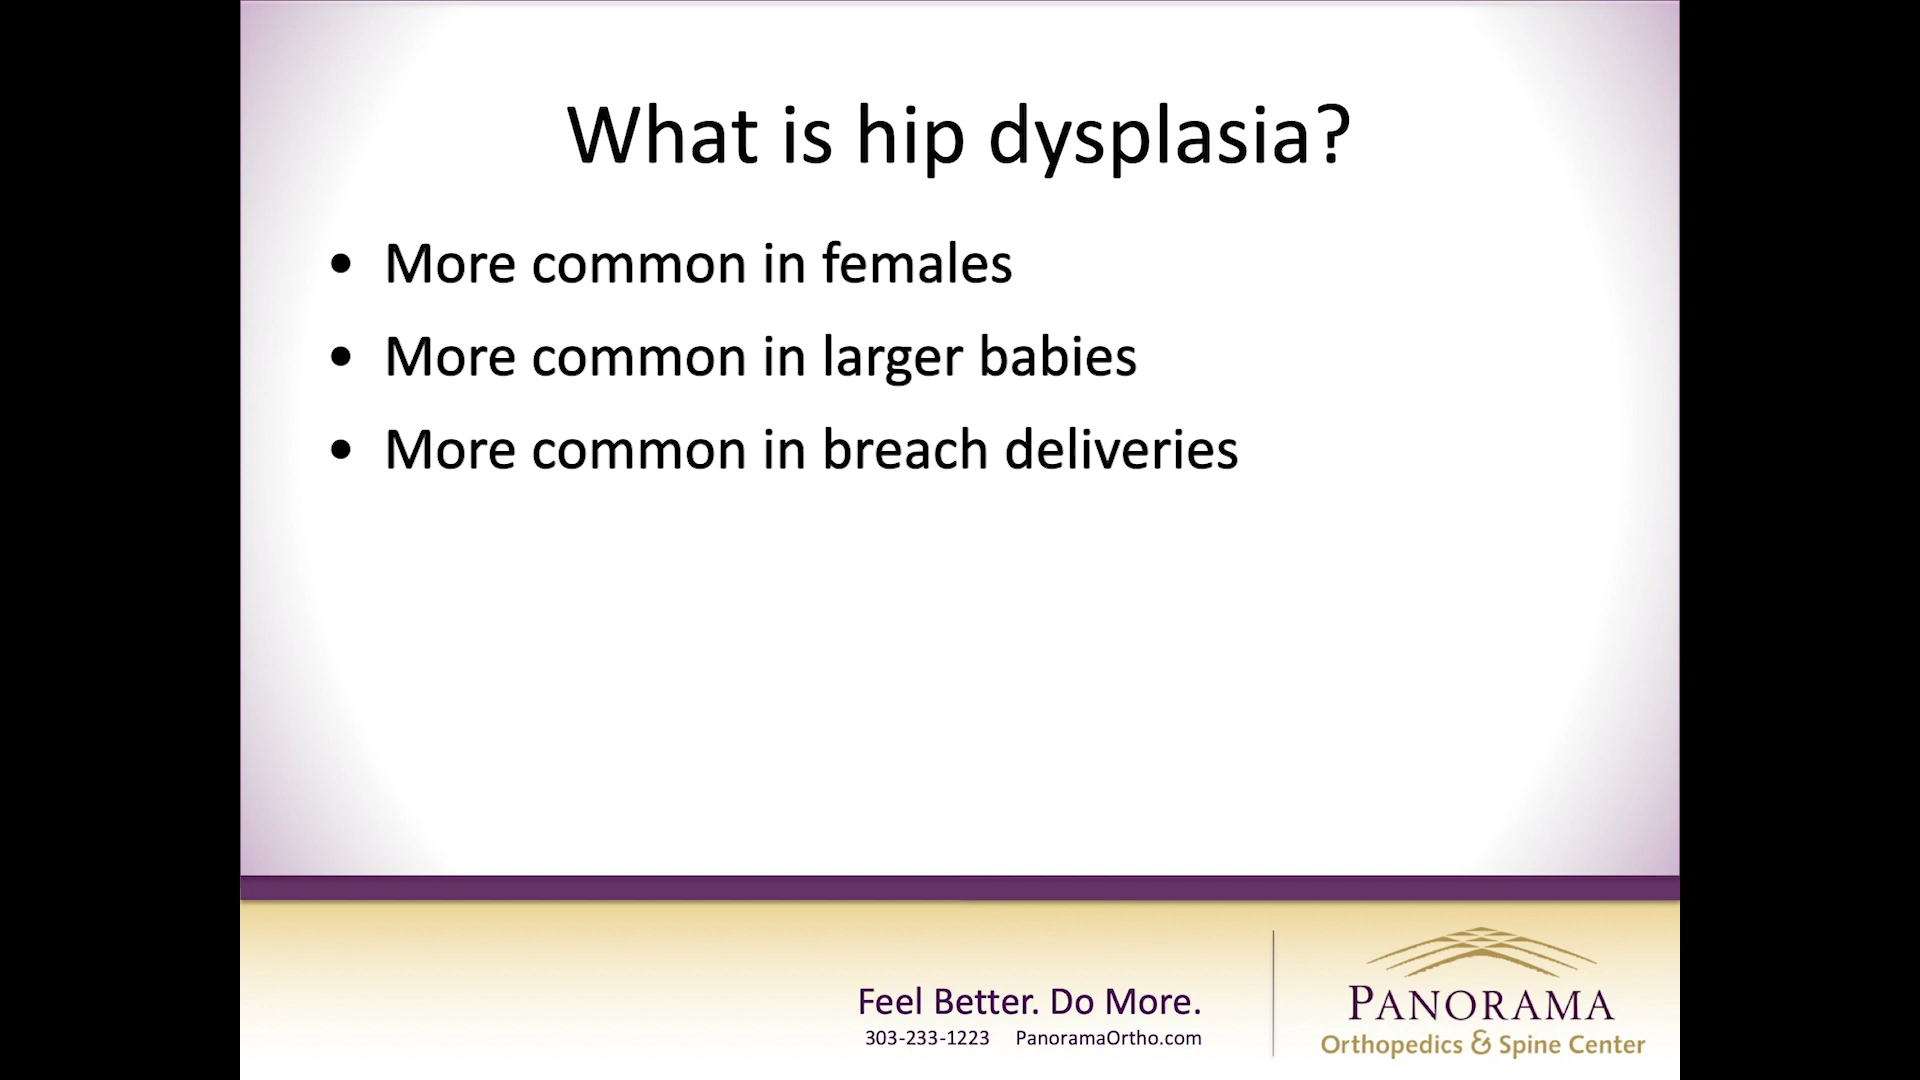 What is hip dysplasia?
• More common in females
• More common in larger babies
• More common in breach deliveries
Feel Better. Do More.
303-233-1223 PanoramaOrtho.com
PANORAMA
Orthopedics & Spine Center